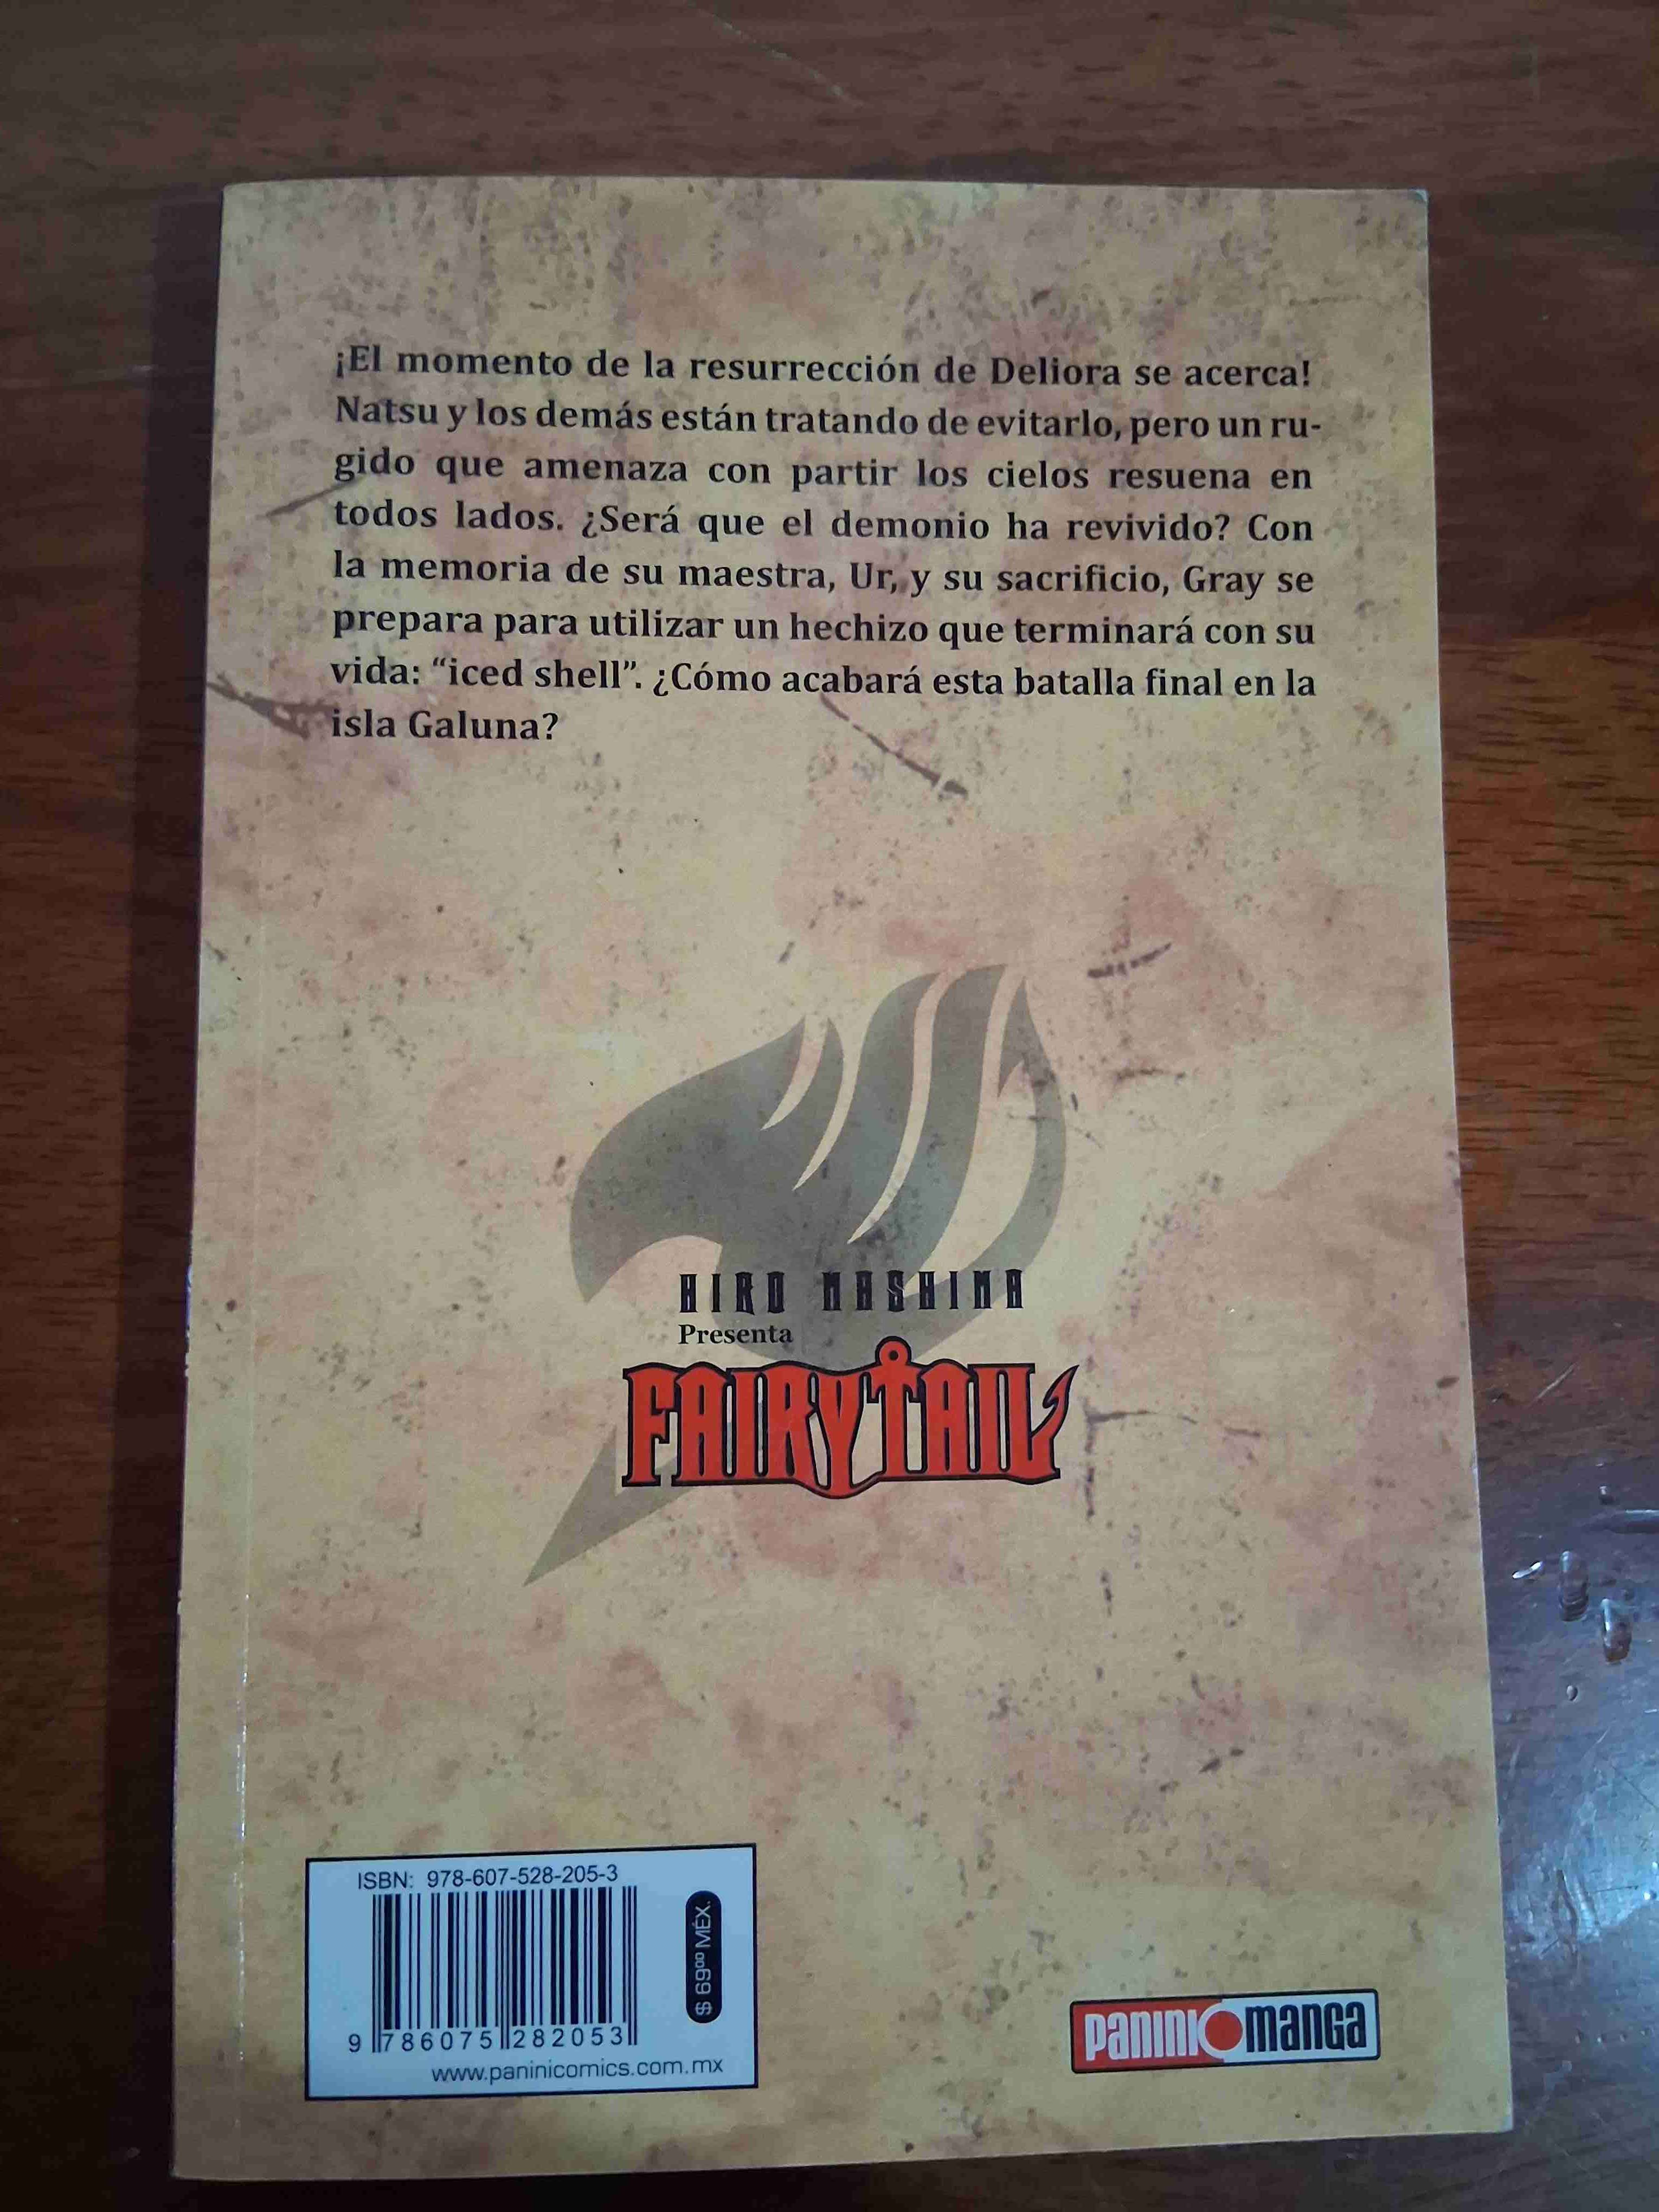 ¡El momento de la resurrección de Deliora se acerca!
Natsu y los demás están tratando de evitarlo, pero un ru-
gido que amenaza con partir los cielos resuena en
todos lados. ¿Será que el demonio ha revivido? Con
la memoria de su maestra, Ur, y su sacrificio, Gray se
prepara para utilizar un hechizo que terminará con su
vida: “iced shell”. ¿Cómo acabará esta batalla final en la
isla Galuna?
HIRO MASHIMA
Presenta
FAIRY TAIL
ISBN: 978-607-528-205-3
$ 69⁰⁰ MÉX.
9 786075 282053
www.paninicomics.com.mx
panini manga